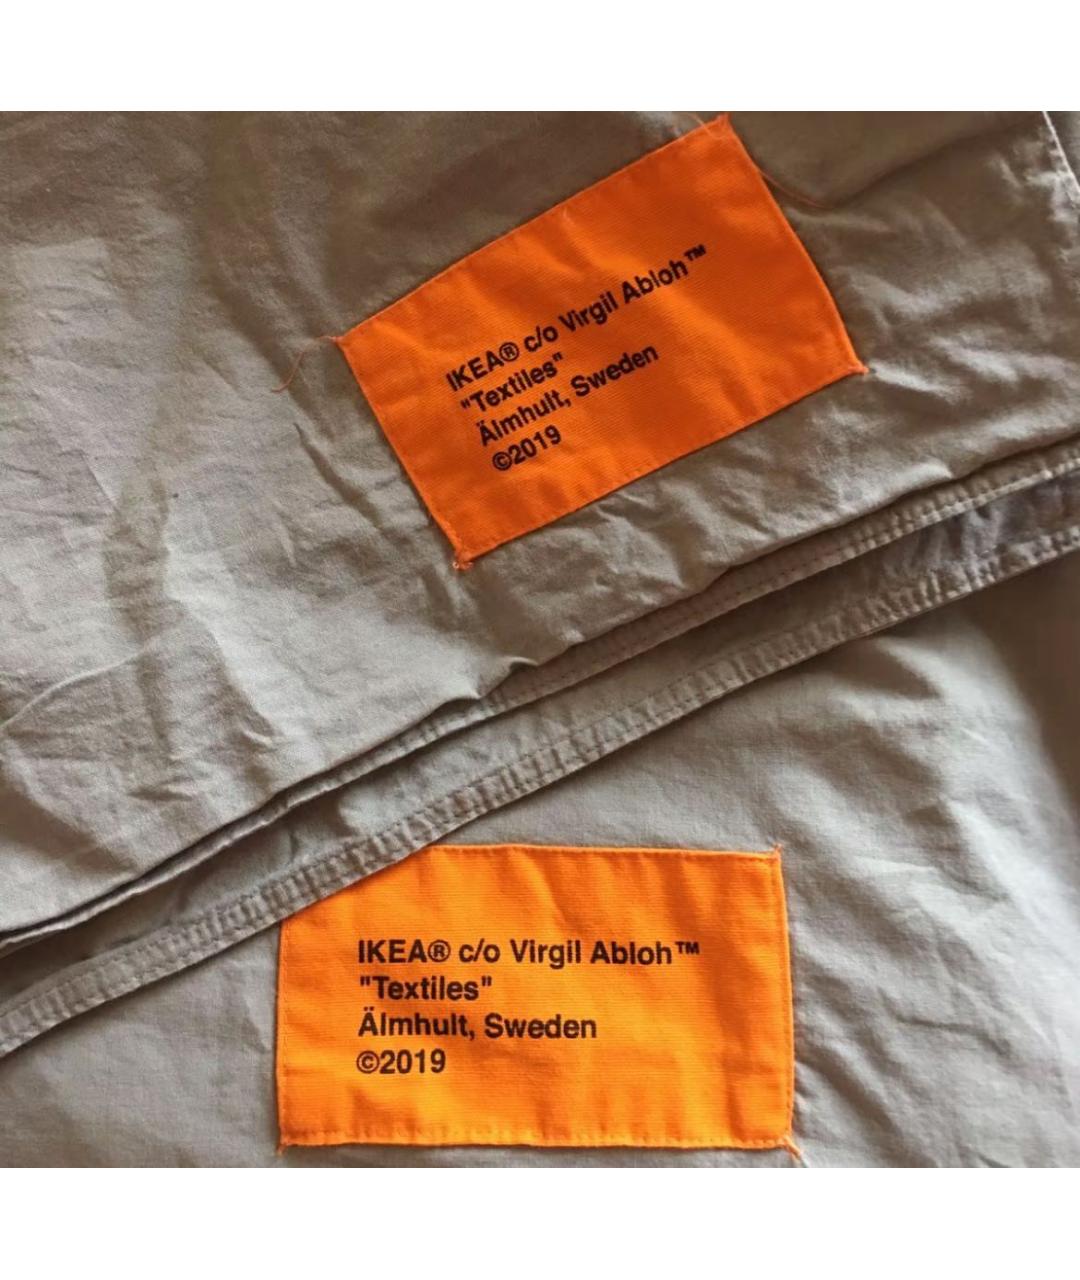 IKEA® c/o Virgil Abloh™
"Textiles"
Älmhult, Sweden
©2019
IKEA® c/o Virgil Abloh™
"Textiles"
Älmhult, Sweden
©2019